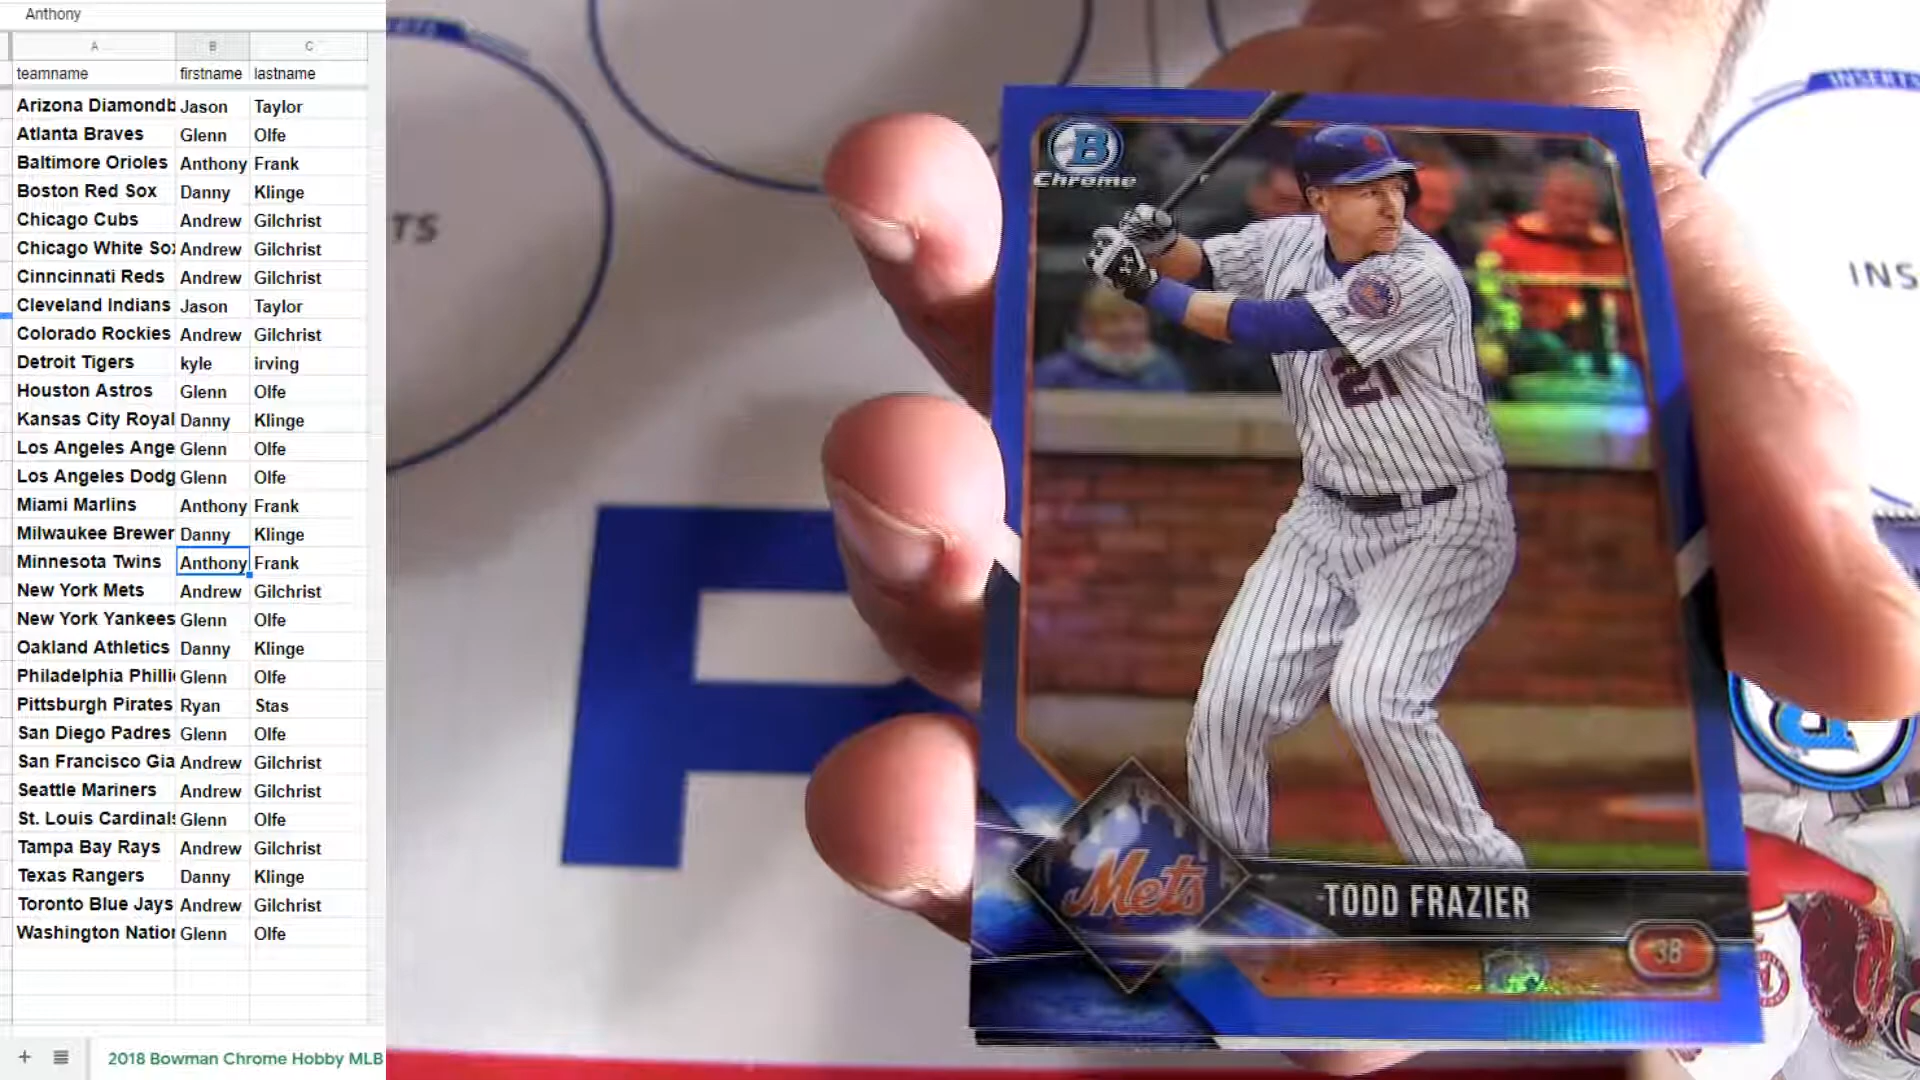 Anthony
A B C
teamname firstname lastname
Arizona Diamondb Jason Taylor
Atlanta Braves Glenn Olfe
Baltimore Orioles Anthony Frank
Boston Red Sox Danny Klinge
Chicago Cubs Andrew Gilchrist
Chicago White Sox Andrew Gilchrist
Cinncinnati Reds Andrew Gilchrist
Cleveland Indians Jason Taylor
Colorado Rockies Andrew Gilchrist
Detroit Tigers kyle irving
Houston Astros Glenn Olfe
Kansas City Royal Danny Klinge
Los Angeles Ange Glenn Olfe
Los Angeles Dodg Glenn Olfe
Miami Marlins Anthony Frank
Milwaukee Brewer Danny Klinge
Minnesota Twins Anthony Frank
New York Mets Andrew Gilchrist
New York Yankees Glenn Olfe
Oakland Athletics Danny Klinge
Philadelphia Philli Glenn Olfe
Pittsburgh Pirates Ryan Stas
San Diego Padres Glenn Olfe
San Francisco Gia Andrew Gilchrist
Seattle Mariners Andrew Gilchrist
St. Louis Cardinals Glenn Olfe
Tampa Bay Rays Andrew Gilchrist
Texas Rangers Danny Klinge
Toronto Blue Jays Andrew Gilchrist
Washington Nation Glenn Olfe
2018 Bowman Chrome Hobby MLB
TS
B
Chrome
21
Mets
TODD FRAZIER
3B
INSERTS
INS